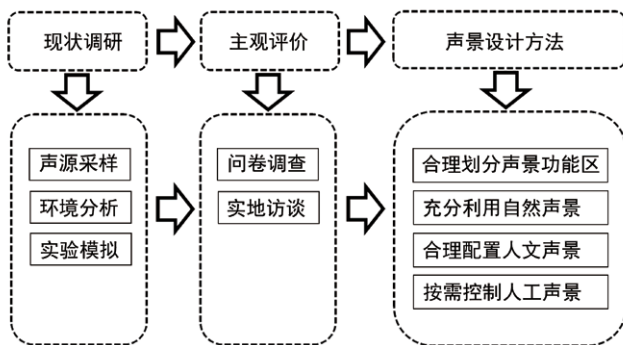 现状调研
主观评价
声景设计方法
声源采样
环境分析
实验模拟
问卷调查
实地访谈
合理划分声景功能区
充分利用自然声景
合理配置人文声景
按需控制人工声景